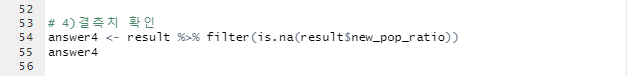 52
53 # 4)결측치 확인
54 answer4 <- result %>% filter(is.na(result$new_pop_ratio))
55 answer4
56